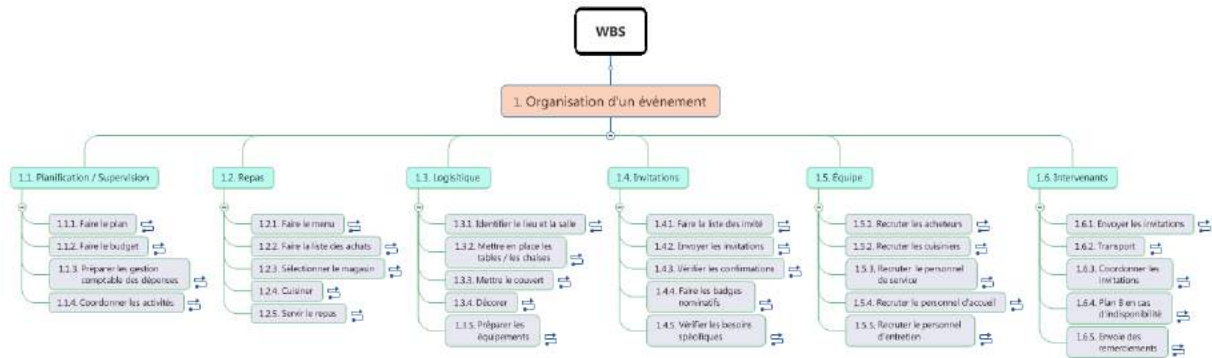 WBS
1. Organisation d'un évènement
1.1. Planification / Supervision
1.1.1. Faire le plan
1.1.2. Faire le budget
1.1.3. Préparer les gestion
comptable des dépenses
1.1.4. Coordonner les activités
1.2. Repas
1.2.1. Faire le menu
1.2.2. Faire la liste des achats
1.2.3. Sélectionner le magasin
1.2.4. Cuisiner
1.2.5. Servir le repas
1.3. Logisitique
1.3.1. Identifier le lieu et la salle
1.3.2. Mettre en place les
tables / les chaises
1.3.3. Mettre le couvert
1.3.4. Décorer
1.3.5. Préparer les
équipements
1.4. Invitations
1.4.1. Faire la liste des invité
1.4.2. Envoyer les invitations
1.4.3. Vérifier les confirmations
1.4.4. Faire les badges
nominatifs
1.4.5. Vérifier les besoins
spécifiques
1.5. Équipe
1.5.1. Recruter les acheteurs
1.5.2. Recruter les cuisiniers
1.5.3. Recruter le personnel
de service
1.5.4. Recruter le personnel d'accueil
1.5.5. Recruter le personnel
d'entretien
1.6. Intervenants
1.6.1. Envoyer les invitations
1.6.2. Transport
1.6.3. Coordonner les
invitations
1.6.4. Plan B en cas
d'indisponibilité
1.6.5. Envoie des
remerciements